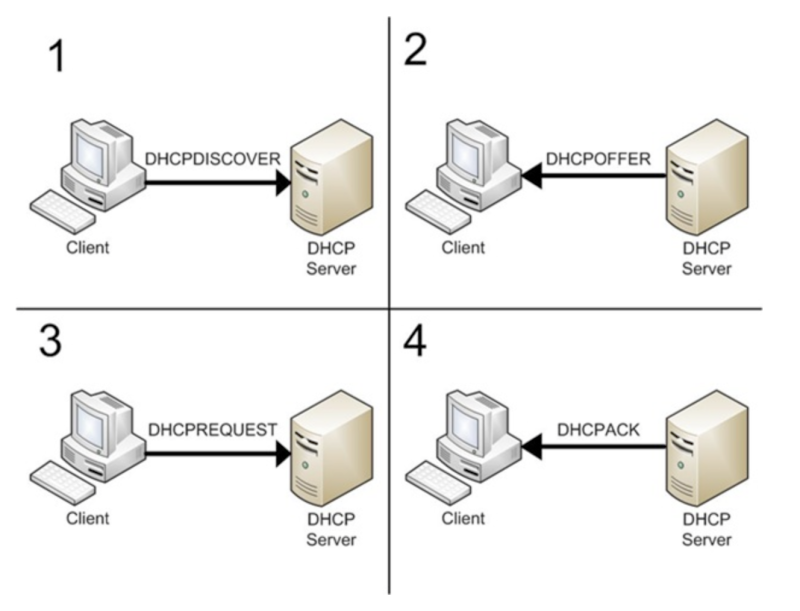 1
DHCPDISCOVER
Client
DHCP
Server
2
DHCPOFFER
Client
DHCP
Server
3
DHCPREQUEST
Client
DHCP
Server
4
DHCPACK
Client
DHCP
Server